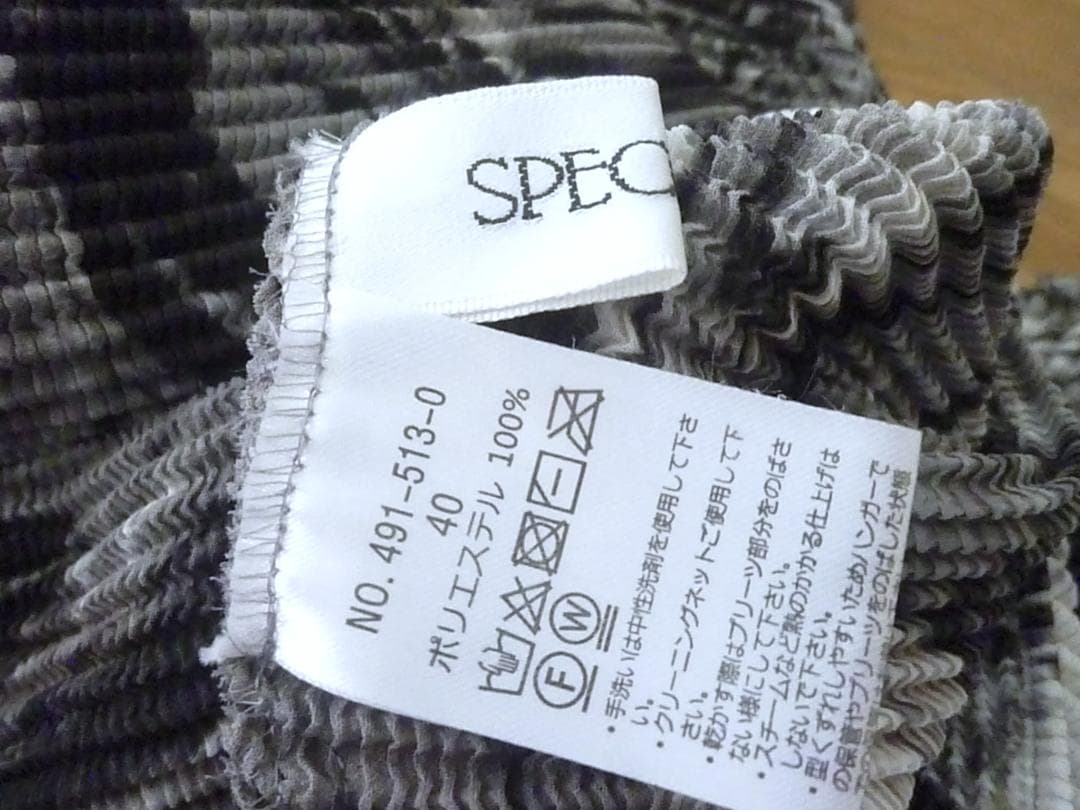 SPEC
NO. 491-513-0
40
ポリエステル 100%
F W
・手洗いは中性洗剤を使用して下さ
い。
・クリーニングネットご使用して下
さい。
・乾かす際はプリーツ部分をのばさ
ない様にして下さい。
・スチームなど熱のかかる仕上げは
しないで下さい。
・型くずれしやすいためハンガーで
の保管やプリーツをのばした状態